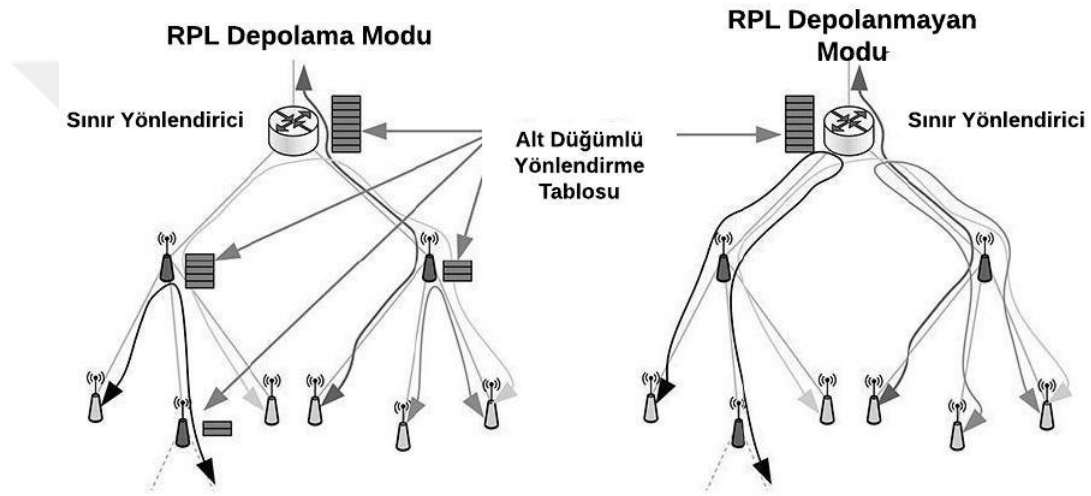 RPL Depolama Modu
RPL Depolanmayan
Modu
Sınır Yönlendirici
Alt Düğümlü
Yönlendirme
Tablosu
Sınır Yönlendirici